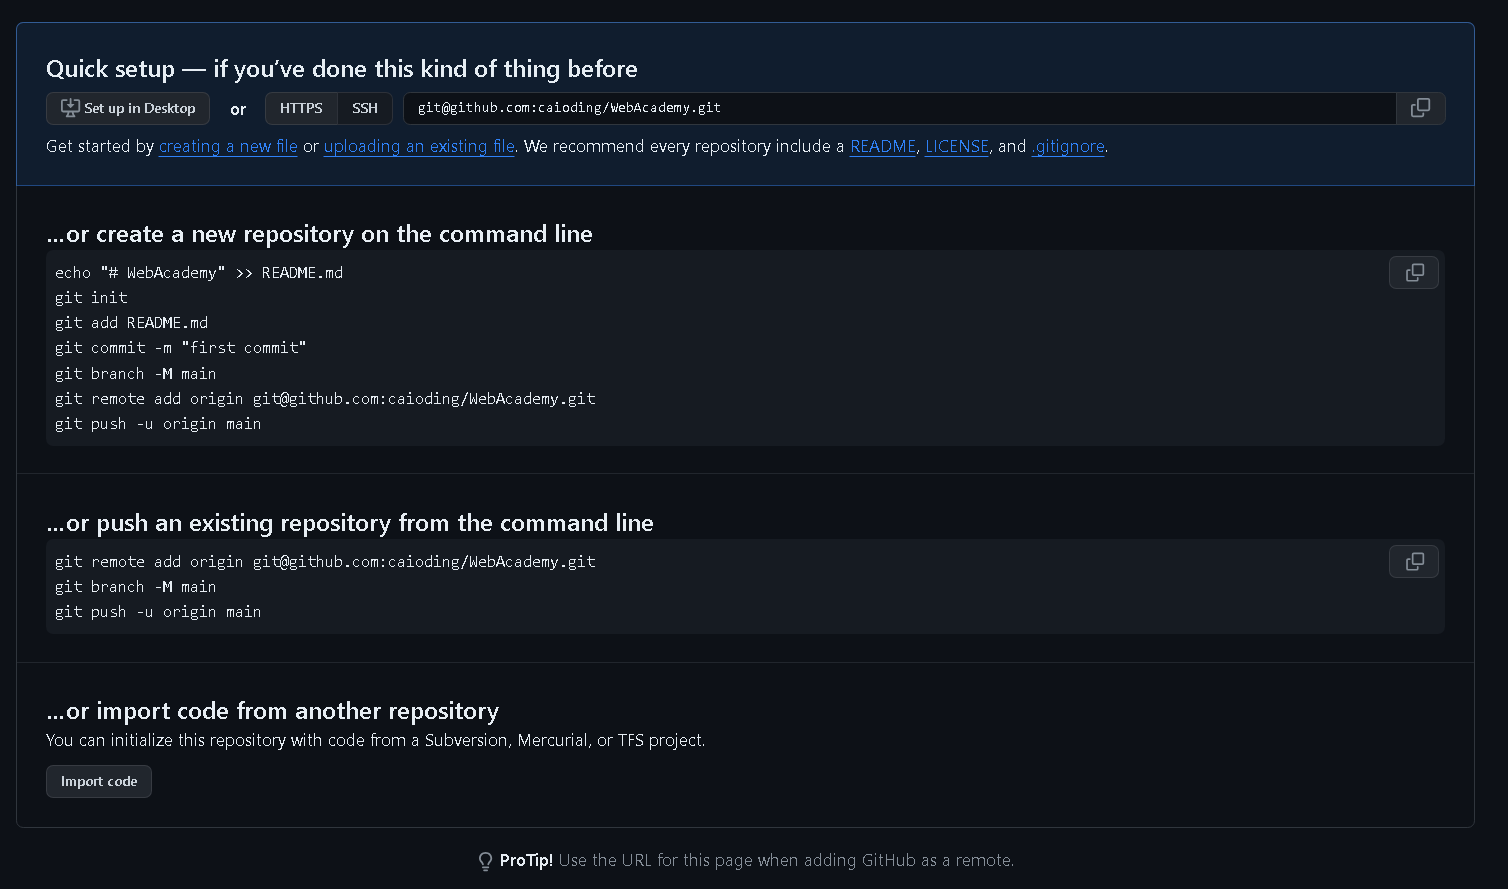 Quick setup — if you’ve done this kind of thing before
Set up in Desktop or HTTPS SSH git@github.com:caioding/WebAcademy.git
Get started by creating a new file or uploading an existing file. We recommend every repository include a README, LICENSE, and .gitignore.
…or create a new repository on the command line
echo "# WebAcademy" >> README.md
git init
git add README.md
git commit -m "first commit"
git branch -M main
git remote add origin git@github.com:caioding/WebAcademy.git
git push -u origin main
…or push an existing repository from the command line
git remote add origin git@github.com:caioding/WebAcademy.git
git branch -M main
git push -u origin main
…or import code from another repository
You can initialize this repository with code from a Subversion, Mercurial, or TFS project.
Import code
ProTip! Use the URL for this page when adding GitHub as a remote.